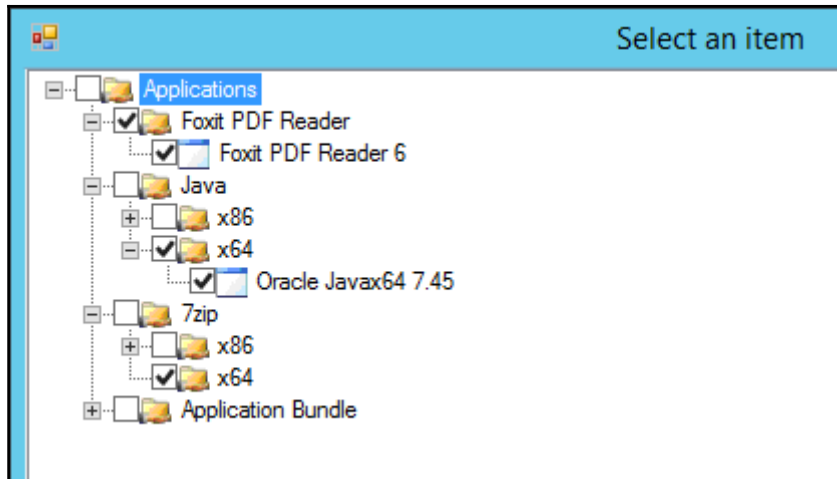 Select an item
Applications
Foxit PDF Reader
Foxit PDF Reader 6
Java
x86
x64
Oracle Javax64 7.45
7zip
x86
x64
Application Bundle